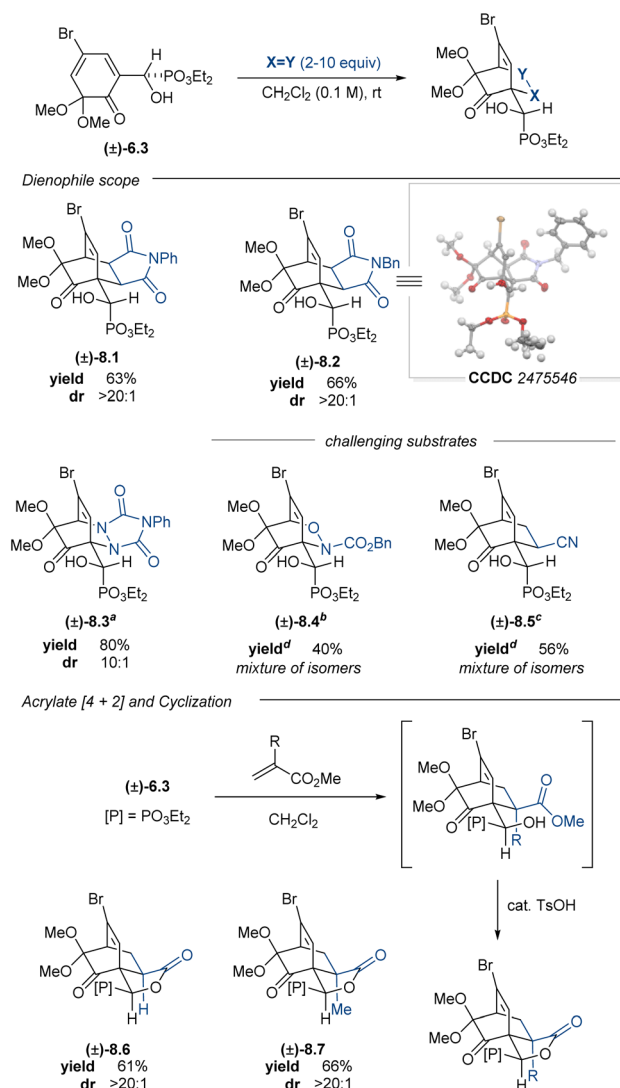 Br
H
PO3Et2
OH
MeO
O
MeO
OMe
(±)-6.3
X=Y (2-10 equiv)
CH2Cl2 (0.1 M), rt
Br
MeO
Y
MeO
X
O
HO
H
PO3Et2
Dienophile scope
Br
O
MeO
N-Ph
MeO
O
HO
H
O
PO3Et2
(±)-8.1
yield 63%
dr >20:1
Br
O
MeO
N-Bn
MeO
O
HO
H
O
PO3Et2
(±)-8.2
yield 66%
dr >20:1
CCDC 2475546
challenging substrates
Br
O
MeO
N
N-Ph
MeO
N
O
O
HO
H
PO3Et2
(±)-8.3a
yield 80%
dr 10:1
Br
MeO
O
MeO
N
CO2Bn
O
HO
H
PO3Et2
(±)-8.4b
yieldd 40%
mixture of isomers
Br
MeO
MeO
CN
O
HO
H
PO3Et2
(±)-8.5c
yieldd 56%
mixture of isomers
Acrylate [4 + 2] and Cyclization
(±)-6.3
[P] = PO3Et2
R
CO2Me
CH2Cl2
Br
MeO
O
MeO
O
[P]
OH
OMe
R
H
cat. TsOH
Br
MeO
O
MeO
O
[P]
O
H
H
(±)-8.6
yield 61%
dr >20:1
Br
MeO
O
MeO
O
[P]
O
Me
H
(±)-8.7
yield 66%
dr >20:1
Br
MeO
O
MeO
O
[P]
O
R
H